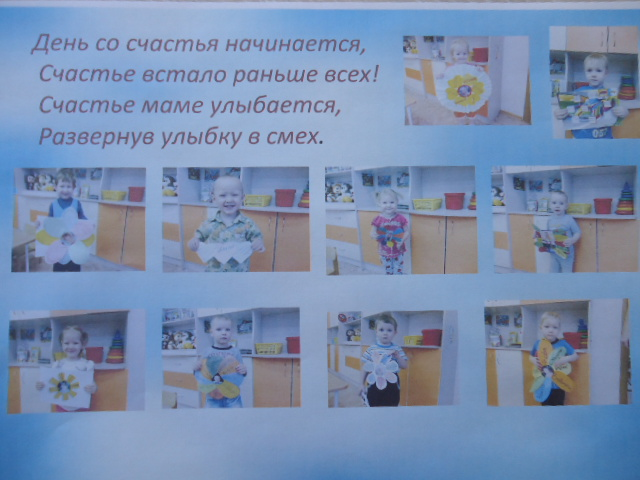 День со счастья начинается,
Счастье встало раньше всех!
Счастье маме улыбается,
Развернув улыбку в смех.